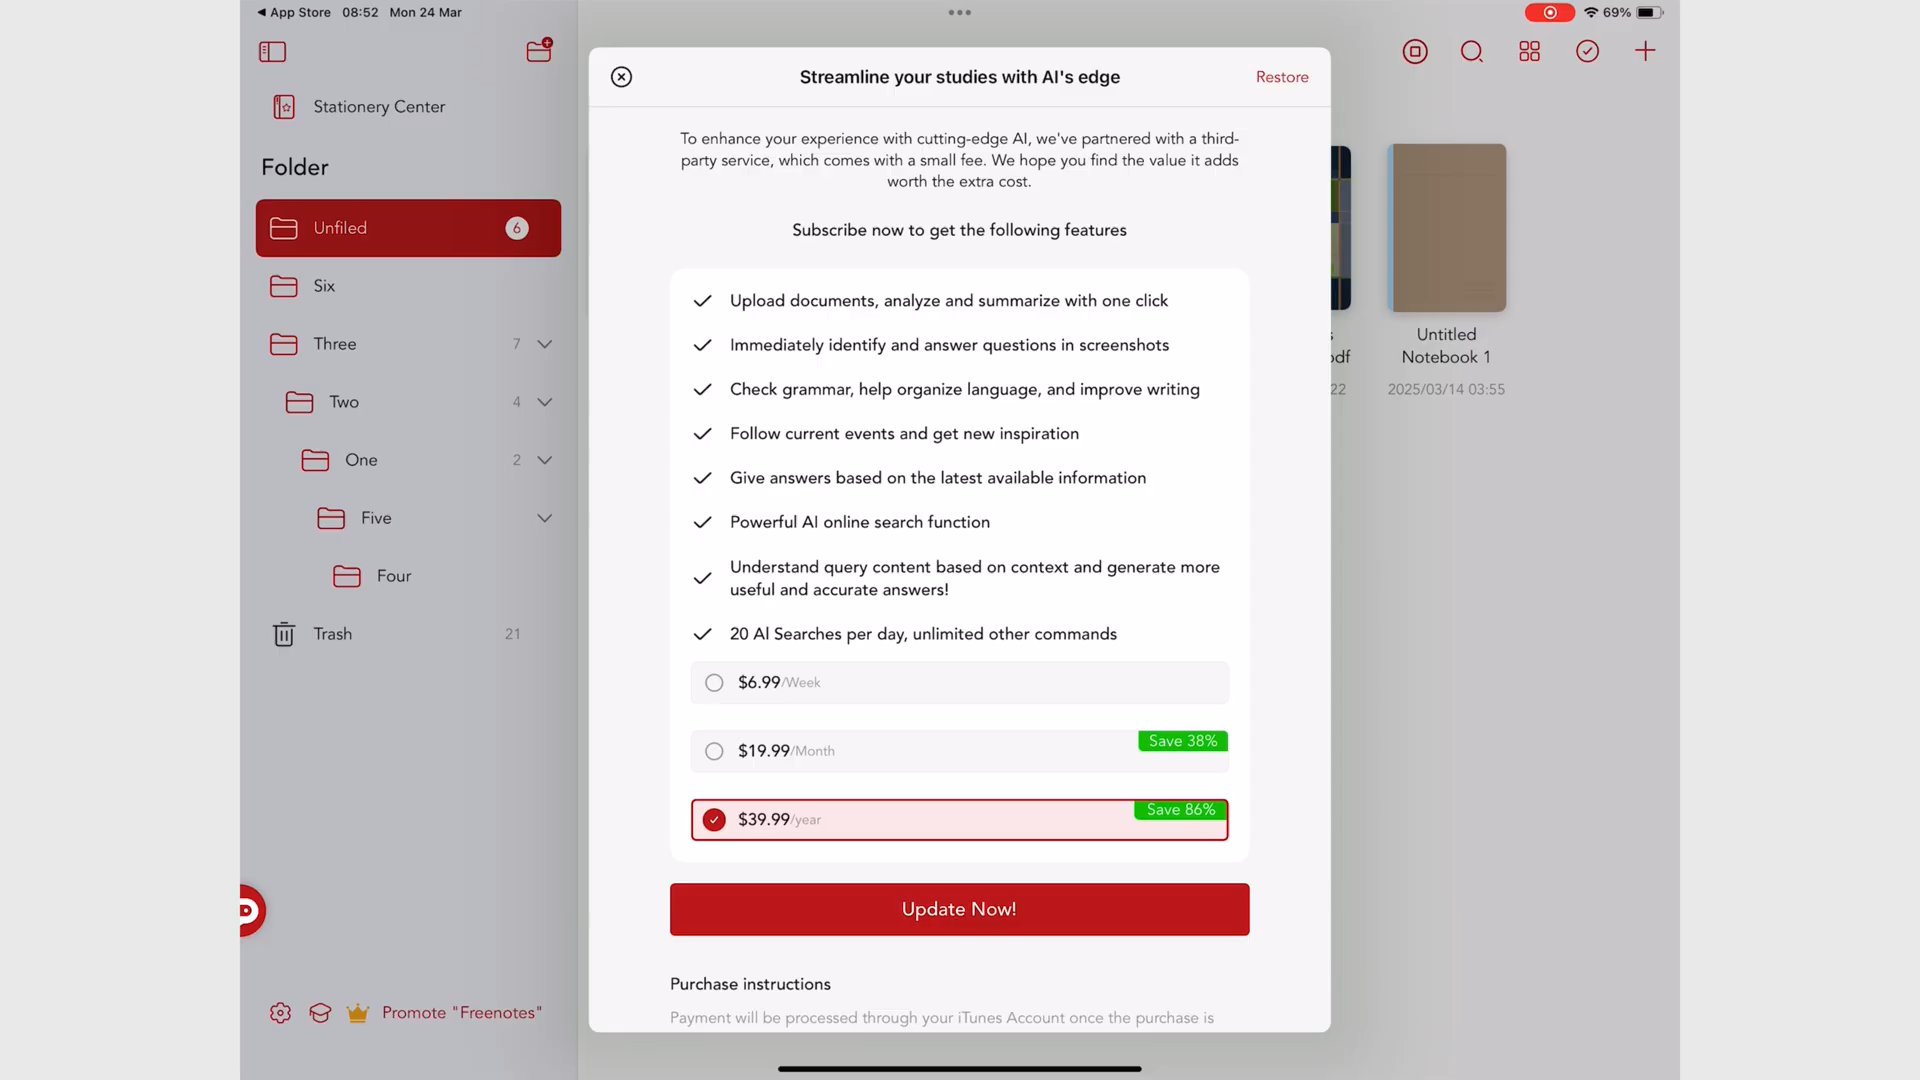 App Store 08:52 Mon 24 Mar
69%
Stationery Center
Folder
Unfiled 6
Six
Three 7
Two 4
One 2
Five
Four
Trash 21
Promote "Freenotes"
Streamline your studies with AI's edge
Restore
To enhance your experience with cutting-edge AI, we've partnered with a third-
party service, which comes with a small fee. We hope you find the value it adds
worth the extra cost.
Subscribe now to get the following features
Upload documents, analyze and summarize with one click
Immediately identify and answer questions in screenshots
Check grammar, help organize language, and improve writing
Follow current events and get new inspiration
Give answers based on the latest available information
Powerful AI online search function
Understand query content based on context and generate more
useful and accurate answers!
20 AI Searches per day, unlimited other commands
$6.99/Week
$19.99/Month
Save 38%
$39.99/year
Save 86%
Update Now!
Purchase instructions
Payment will be processed through your iTunes Account once the purchase is
Untitled
Notebook 1
2025/03/14 03:55